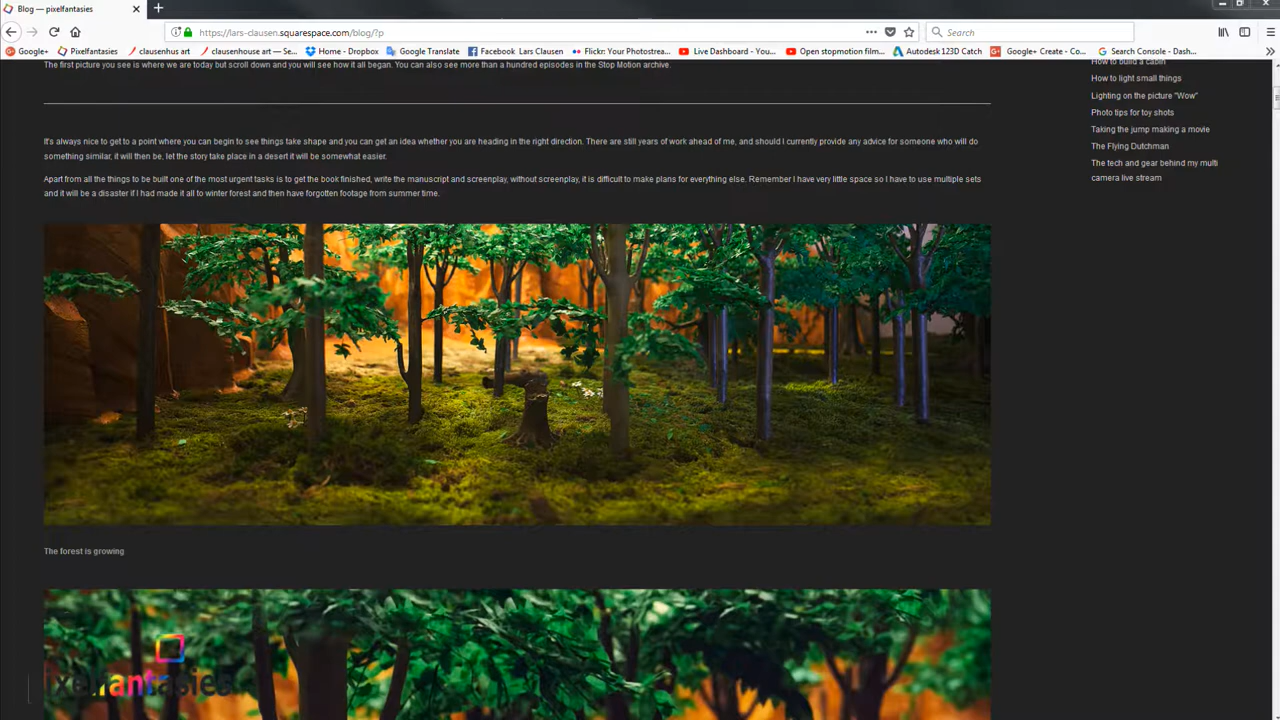 Blog — pixelfantasies
https://lars-clausen.squarespace.com/blog/?p
Search
Google+ Pixelfantasies clausenhus art clausenhouse art — Se... Home · Dropbox Google Translate Facebook Lars Clausen Flickr: Your Photostrea... Live Dashboard - You... Open stopmotion film... Autodesk 123D Catch Google+ Create - Co... Search Console - Dash...
The first picture you see is where we are today but scroll down and you will see how it all began. You can also see more than a hundred episodes in the Stop Motion archive.
It's always nice to get to a point where you can begin to see things take shape and you can get an idea whether you are heading in the right direction. There are still years of work ahead of me, and should I currently provide any advice for someone who will do
something similar, it will then be, let the story take place in a desert it will be somewhat easier.
Apart from all the things to be built one of the most urgent tasks is to get the book finished, write the manuscript and screenplay, without screenplay, it is difficult to make plans for everything else. Remember I have very little space so I have to use multiple sets
and it will be a disaster if I had made it all to winter forest and then have forgotten footage from summer time.
The forest is growing
How to build a cabin
How to light small things
Lighting on the picture "Wow"
Photo tips for toy shots
Taking the jump making a movie
The Flying Dutchman
The tech and gear behind my multi
camera live stream